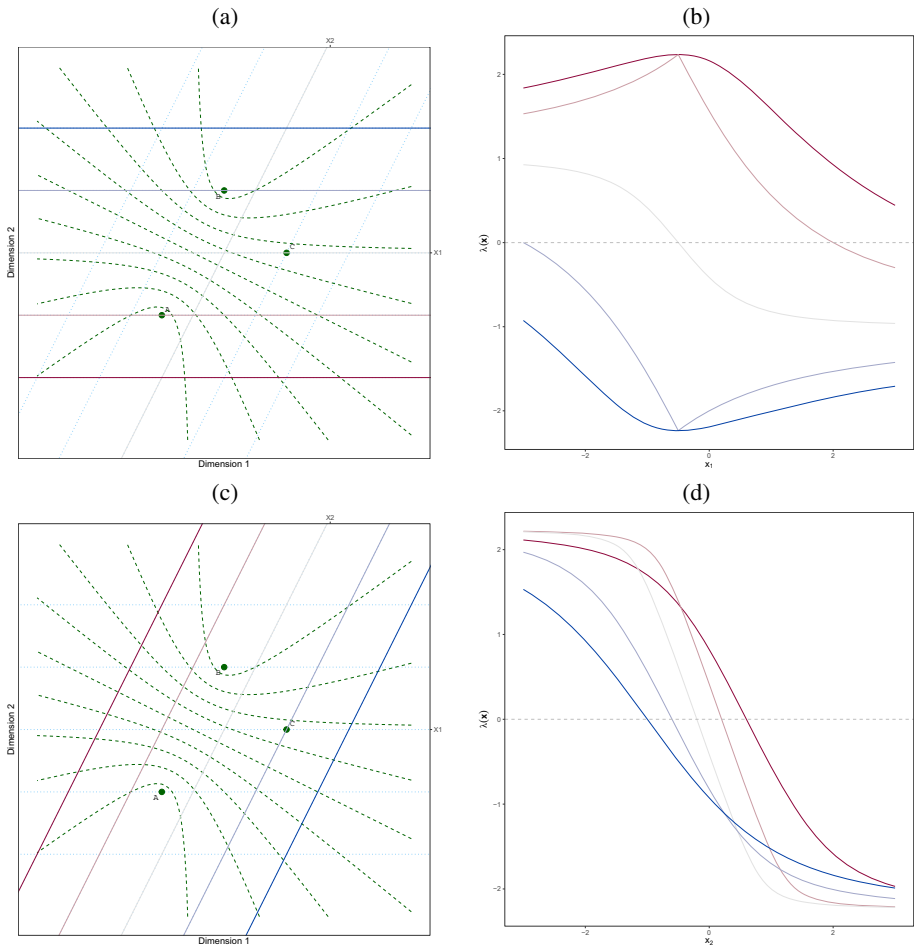 (a)
X2
B
C
X1
A
Dimension 2
Dimension 1
(b)
2
1
0
−1
−2
λ(x)
−2
0
2
x₁
(c)
X2
B
C
X1
A
Dimension 2
Dimension 1
(d)
2
1
0
−1
−2
λ(x)
−2
0
2
x₂